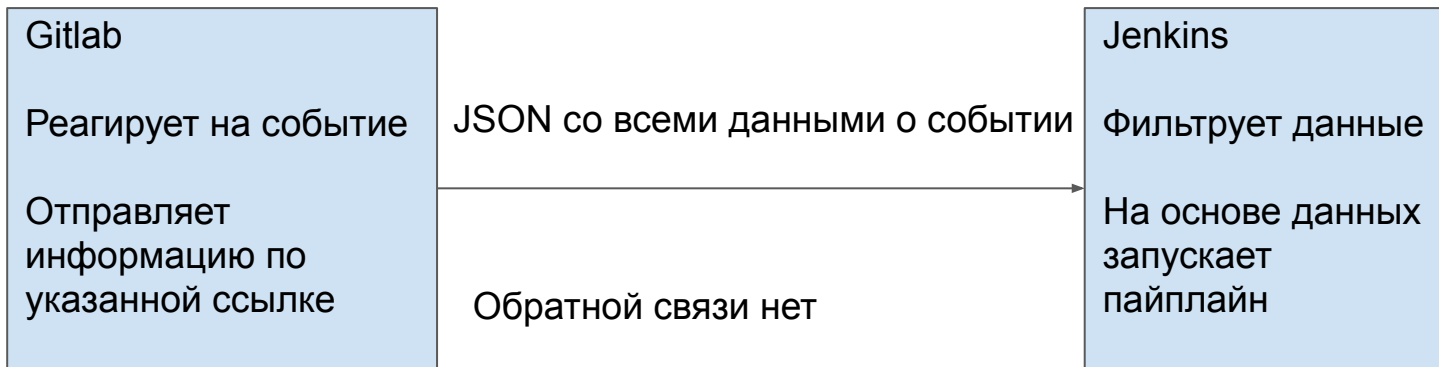 Gitlab
Реагирует на событие
Отправляет
информацию по
указанной ссылке
JSON со всеми данными о событии
Обратной связи нет
Jenkins
Фильтрует данные
На основе данных
запускает
пайплайн